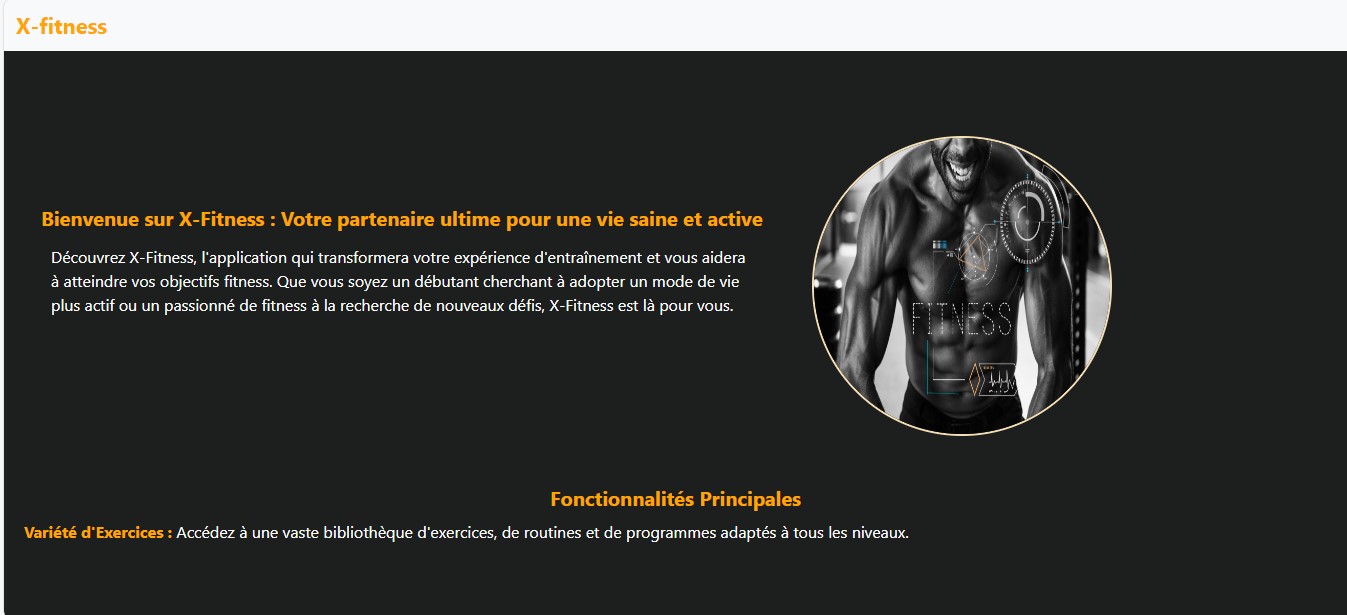 X-fitness
Bienvenue sur X-Fitness : Votre partenaire ultime pour une vie saine et active
Découvrez X-Fitness, l'application qui transformera votre expérience d'entraînement et vous aidera
à atteindre vos objectifs fitness. Que vous soyez un débutant cherchant à adopter un mode de vie
plus actif ou un passionné de fitness à la recherche de nouveaux défis, X-Fitness est là pour vous.
FITNESS
Fonctionnalités Principales
Variété d'Exercices : Accédez à une vaste bibliothèque d'exercices, de routines et de programmes adaptés à tous les niveaux.